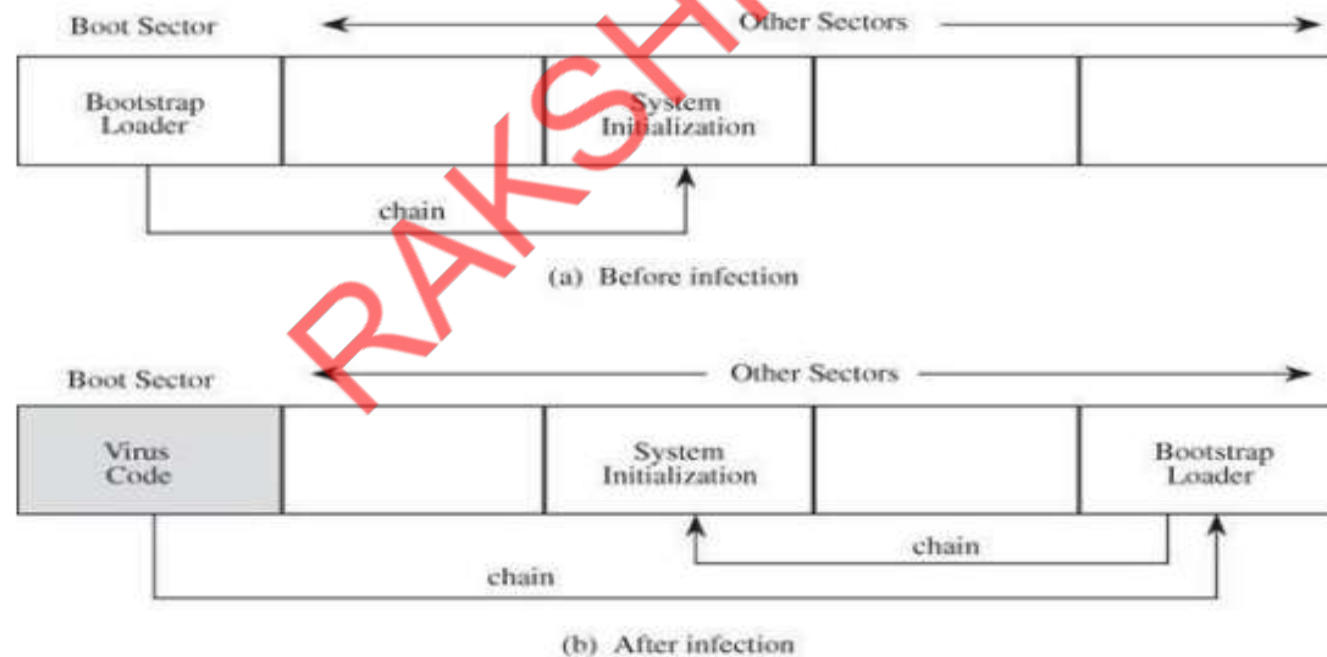 Boot Sector
Other Sectors
Bootstrap
Loader
System
Initialization
chain
(a) Before infection
Boot Sector
Other Sectors
Virus
Code
System
Initialization
Bootstrap
Loader
chain
chain
(b) After infection